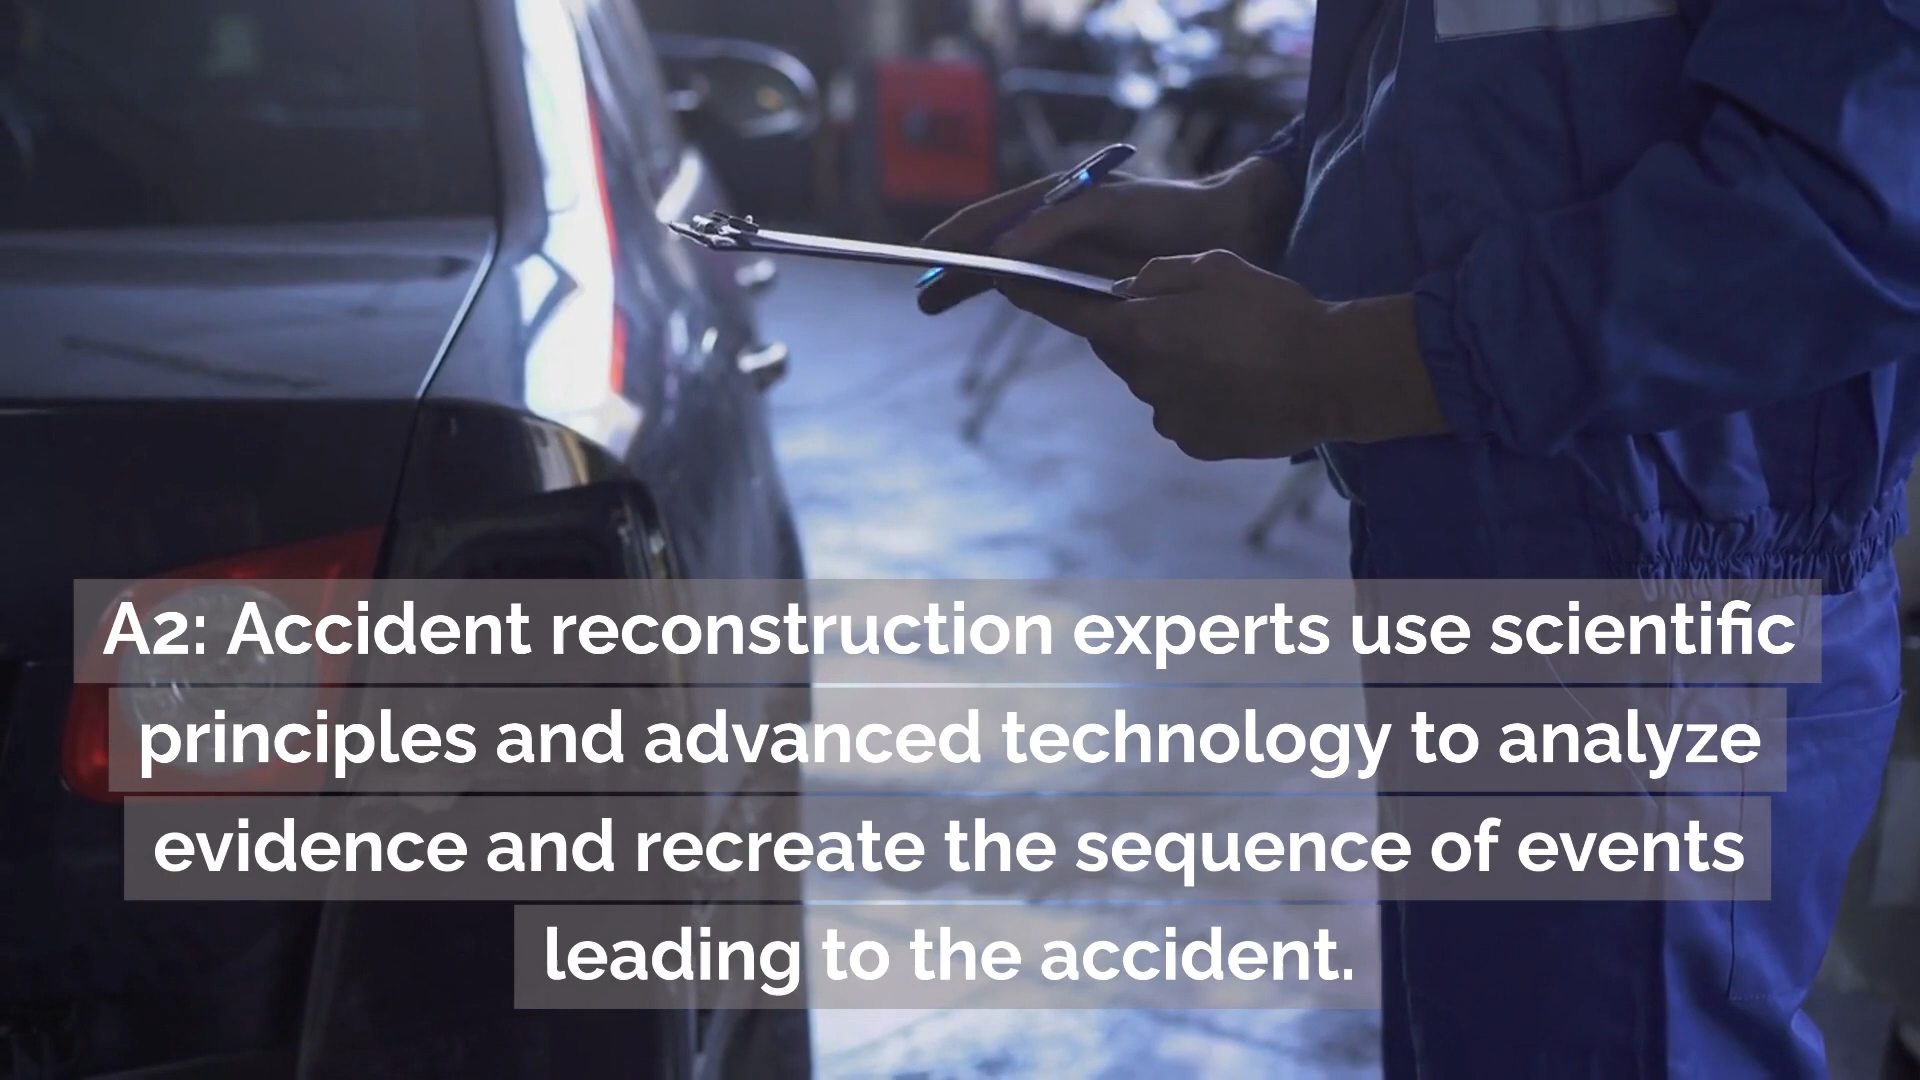 A2: Accident reconstruction experts use scientific
principles and advanced technology to analyze
evidence and recreate the sequence of events
leading to the accident.